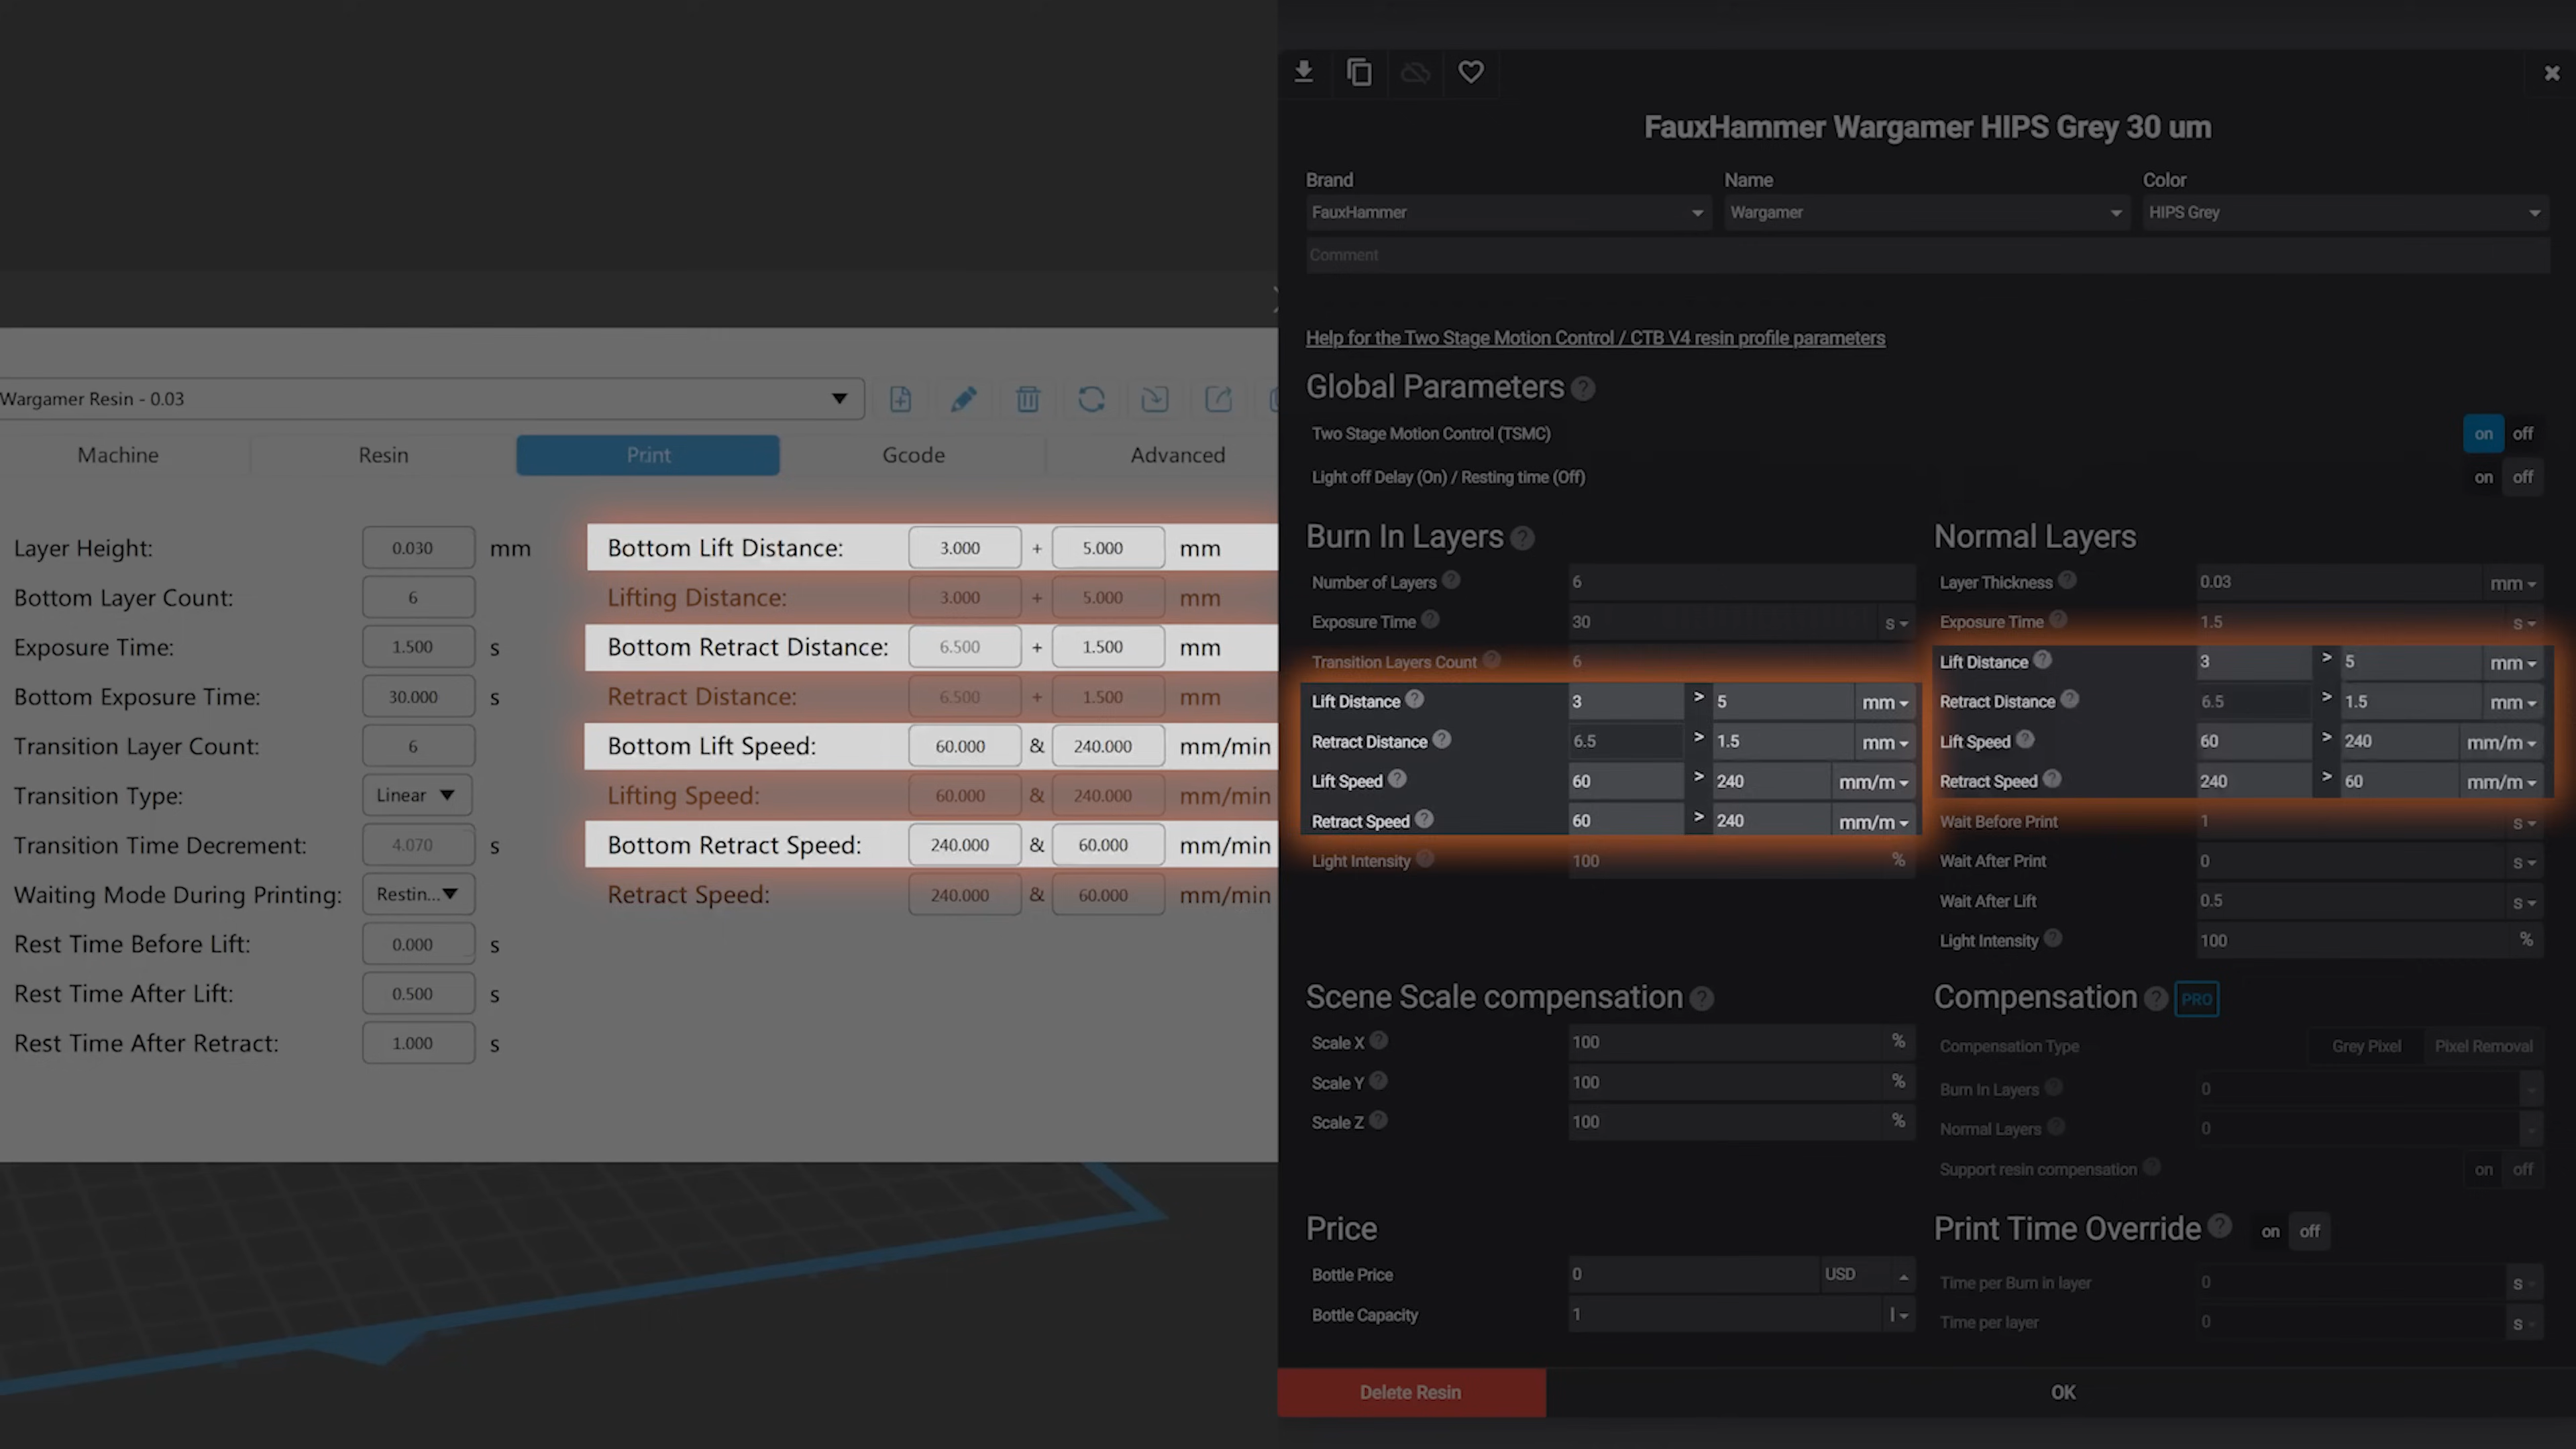 Wargamer Resin - 0.03
Machine
Resin
Print
Gcode
Advanced
Layer Height: 0.030 mm
Bottom Layer Count: 6
Exposure Time: 1.500 s
Bottom Exposure Time: 30.000 s
Transition Layer Count: 6
Transition Type: Linear
Transition Time Decrement: 4.070 s
Waiting Mode During Printing: Restin...
Rest Time Before Lift: 0.000 s
Rest Time After Lift: 0.500 s
Rest Time After Retract: 1.000 s
Bottom Lift Distance: 3.000 + 5.000 mm
Lifting Distance: 3.000 + 5.000 mm
Bottom Retract Distance: 6.500 + 1.500 mm
Retract Distance: 6.500 + 1.500 mm
Bottom Lift Speed: 60.000 & 240.000 mm/min
Lifting Speed: 60.000 & 240.000 mm/min
Bottom Retract Speed: 240.000 & 60.000 mm/min
Retract Speed: 240.000 & 60.000 mm/min
FauxHammer Wargamer HIPS Grey 30 um
Brand
Name
Color
FauxHammer
Wargamer
HIPS Grey
Comment
Help for the Two Stage Motion Control / CTB V4 resin profile parameters
Global Parameters ?
Two Stage Motion Control (TSMC) on off
Light off Delay (On) / Resting time (Off) on off
Burn In Layers ?
Number of Layers ? 6
Exposure Time ? 30 s
Transition Layers Count ? 6
Lift Distance ? 3 > 5 mm
Retract Distance ? 6.5 > 1.5 mm
Lift Speed ? 60 > 240 mm/m
Retract Speed ? 60 > 240 mm/m
Light Intensity ? 100 %
Normal Layers
Layer Thickness ? 0.03 mm
Exposure Time ? 1.5 s
Lift Distance ? 3 > 5 mm
Retract Distance ? 6.5 > 1.5 mm
Lift Speed ? 60 > 240 mm/m
Retract Speed ? 240 > 60 mm/m
Wait Before Print 1 s
Wait After Print 0 s
Wait After Lift 0.5 s
Light Intensity ? 100 %
Scene Scale compensation ?
Scale X ? 100 %
Scale Y ? 100 %
Scale Z ? 100 %
Compensation ? PRO
Compensation Type Grey Pixel Pixel Removal
Burn In Layers ? 0
Normal Layers ? 0
Support resin compensation ? on off
Price
Bottle Price 0 USD
Bottle Capacity 1 l
Print Time Override ? on off
Time per Burn in layer 0 s
Time per layer 0 s
Delete Resin
OK